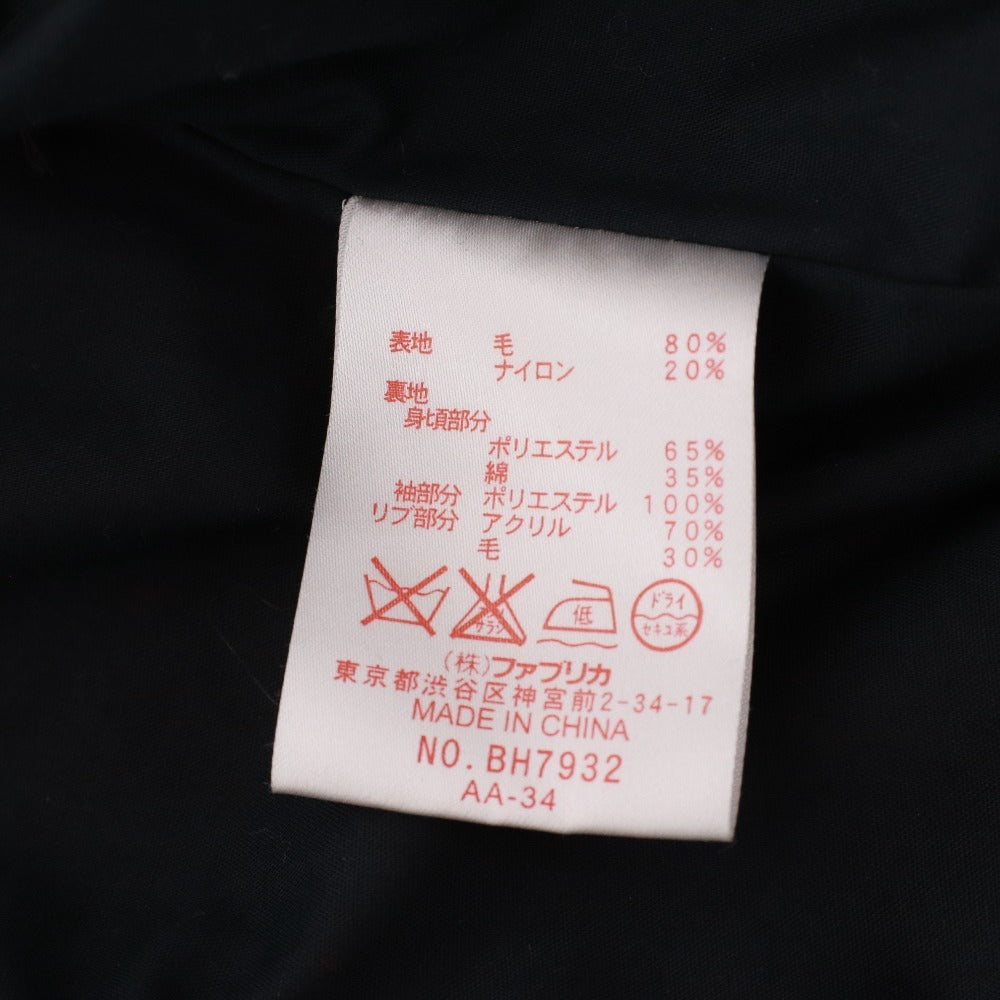 表地 毛 80%
ナイロン 20%
裏地
身頃部分
ポリエステル 65%
綿 35%
袖部分 ポリエステル 100%
リブ部分 アクリル 70%
毛 30%
サラシ 低 ドライ
セキユ系
(株)ファブリカ
東京都渋谷区神宮前2-34-17
MADE IN CHINA
NO. BH7932
AA-34